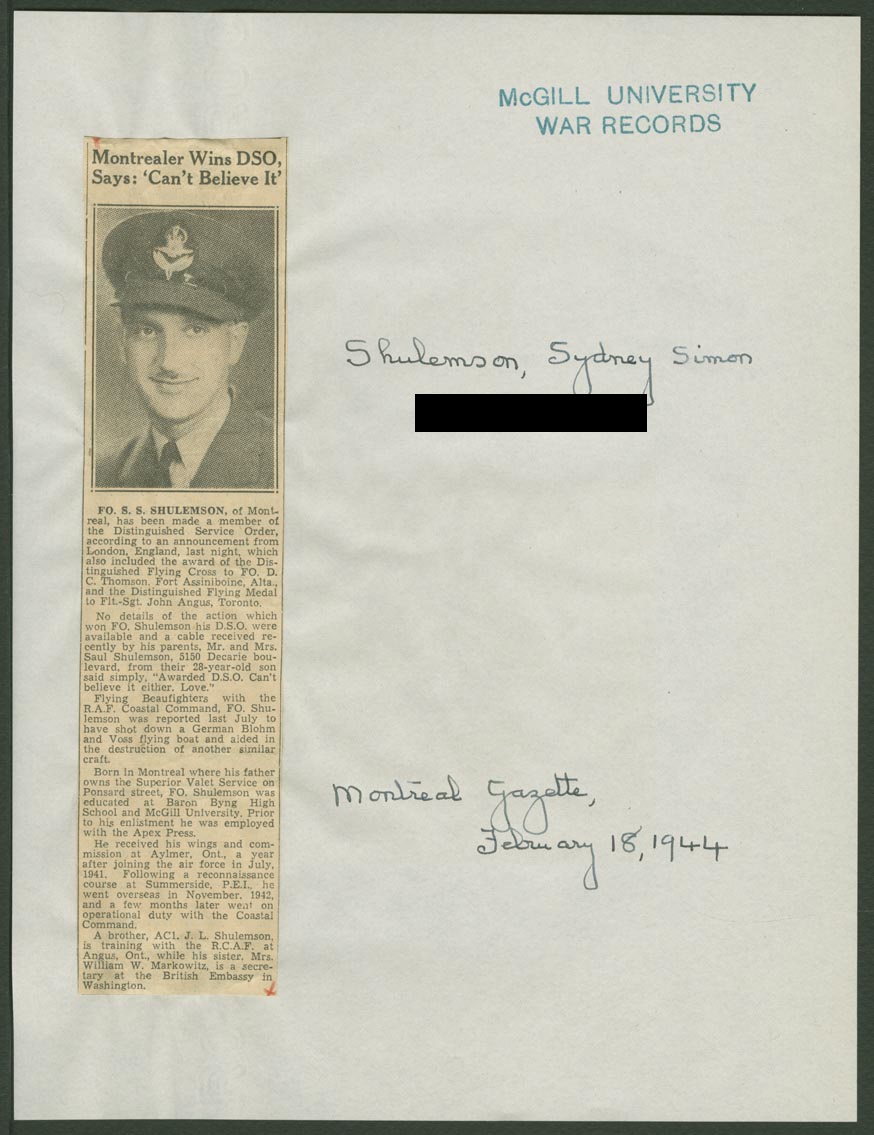 McGILL UNIVERSITY
WAR RECORDS
Montrealer Wins DSO,
Says: ‘Can't Believe It’
Shulemson, Sydney Simon
FO. S. S. SHULEMSON, of Mont-
real, has been made a member of
the Distinguished Service Order,
according to an announcement from
London, England, last night, which
also included the award of the Dis-
tinguished Flying Cross to FO. D.
C. Thomson, Fort Assiniboine, Alta.,
and the Distinguished Flying Medal
to Flt.-Sgt. John Angus, Toronto.
No details of the action which
won FO. Shulemson his D.S.O. were
available and a cable received re-
cently by his parents, Mr. and Mrs.
Saul Shulemson, 5150 Decarie bou-
levard, from their 28-year-old son
said simply, "Awarded D.S.O. Can't
believe it either. Love."
Flying Beaufighters with the
R.A.F. Coastal Command, FO. Shu-
lemson was reported last July to
have shot down a German Blohm
and Voss flying boat and aided in
the destruction of another similar
craft.
Born in Montreal where his father
owns the Superior Valet Service on
Ponsard street, FO. Shulemson was
educated at Baron Byng High
School and McGill University. Prior
to his enlistment he was employed
with the Apex Press.
He received his wings and com-
mission at Aylmer, Ont., a year
after joining the air force in July,
1941. Following a reconnaissance
course at Summerside, P.E.I., he
went overseas in November, 1942,
and a few months later went on
operational duty with the Coastal
Command.
A brother, AC1. J. L. Shulemson,
is training with the R.C.A.F. at
Angus, Ont., while his sister, Mrs.
William W. Markowitz, is a secre-
tary at the British Embassy in
Washington.
Montreal Gazette,
February 18, 1944